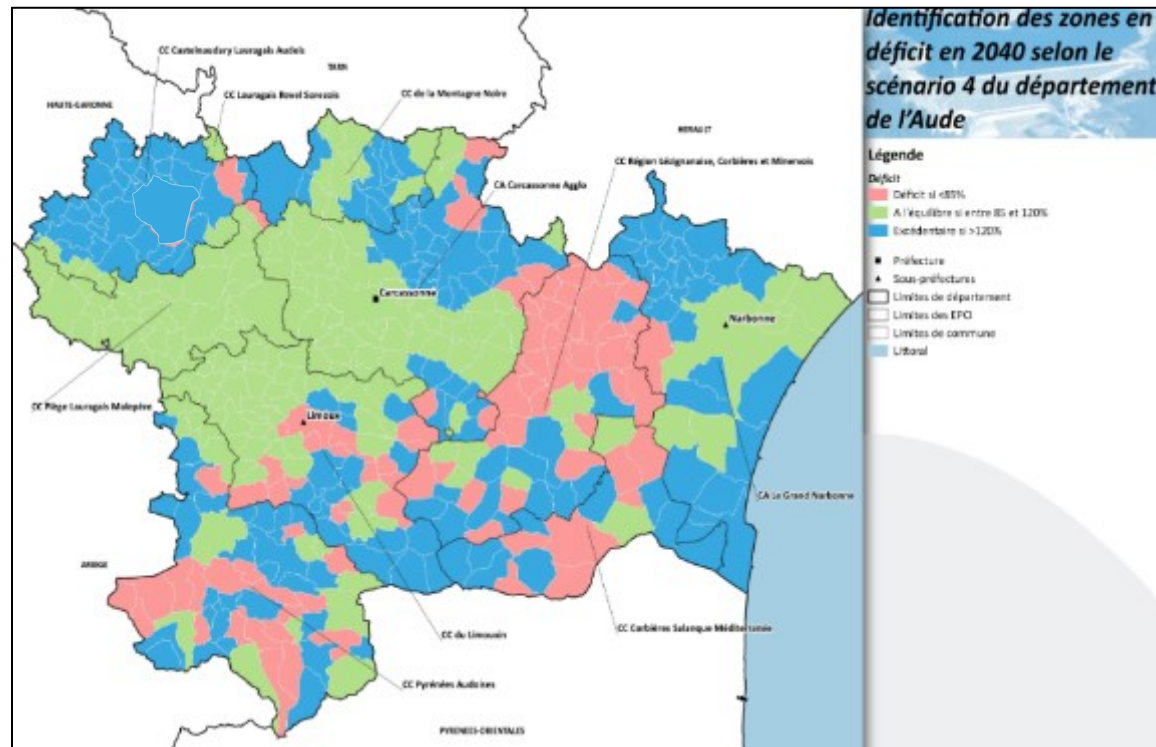 Identification des zones en
déficit en 2040 selon le
scénario 4 du département
de l'Aude
Légende
Déficit
Déficit si <85%
A l'équilibre si entre 85 et 120%
Excédentaire si >120%
Préfecture
Sous-préfectures
Limites de département
Limites des EPCI
Limites de commune
Littoral
CC Castelnaudary Lauragais Audois
TARN
HAUTE-GARONNE
CC Lauragais Revel Sorezois
CC de la Montagne Noire
HERAULT
CC Région Lézignanaise, Corbières et Minervois
CA Carcassonne Agglo
Carcassonne
Narbonne
CC Piège Lauragais Malepère
Limoux
CA Le Grand Narbonne
ARIEGE
CC du Limouxin
CC Corbières Salanque Méditerranée
CC Pyrénées Audoises
PYRENEES-ORIENTALES